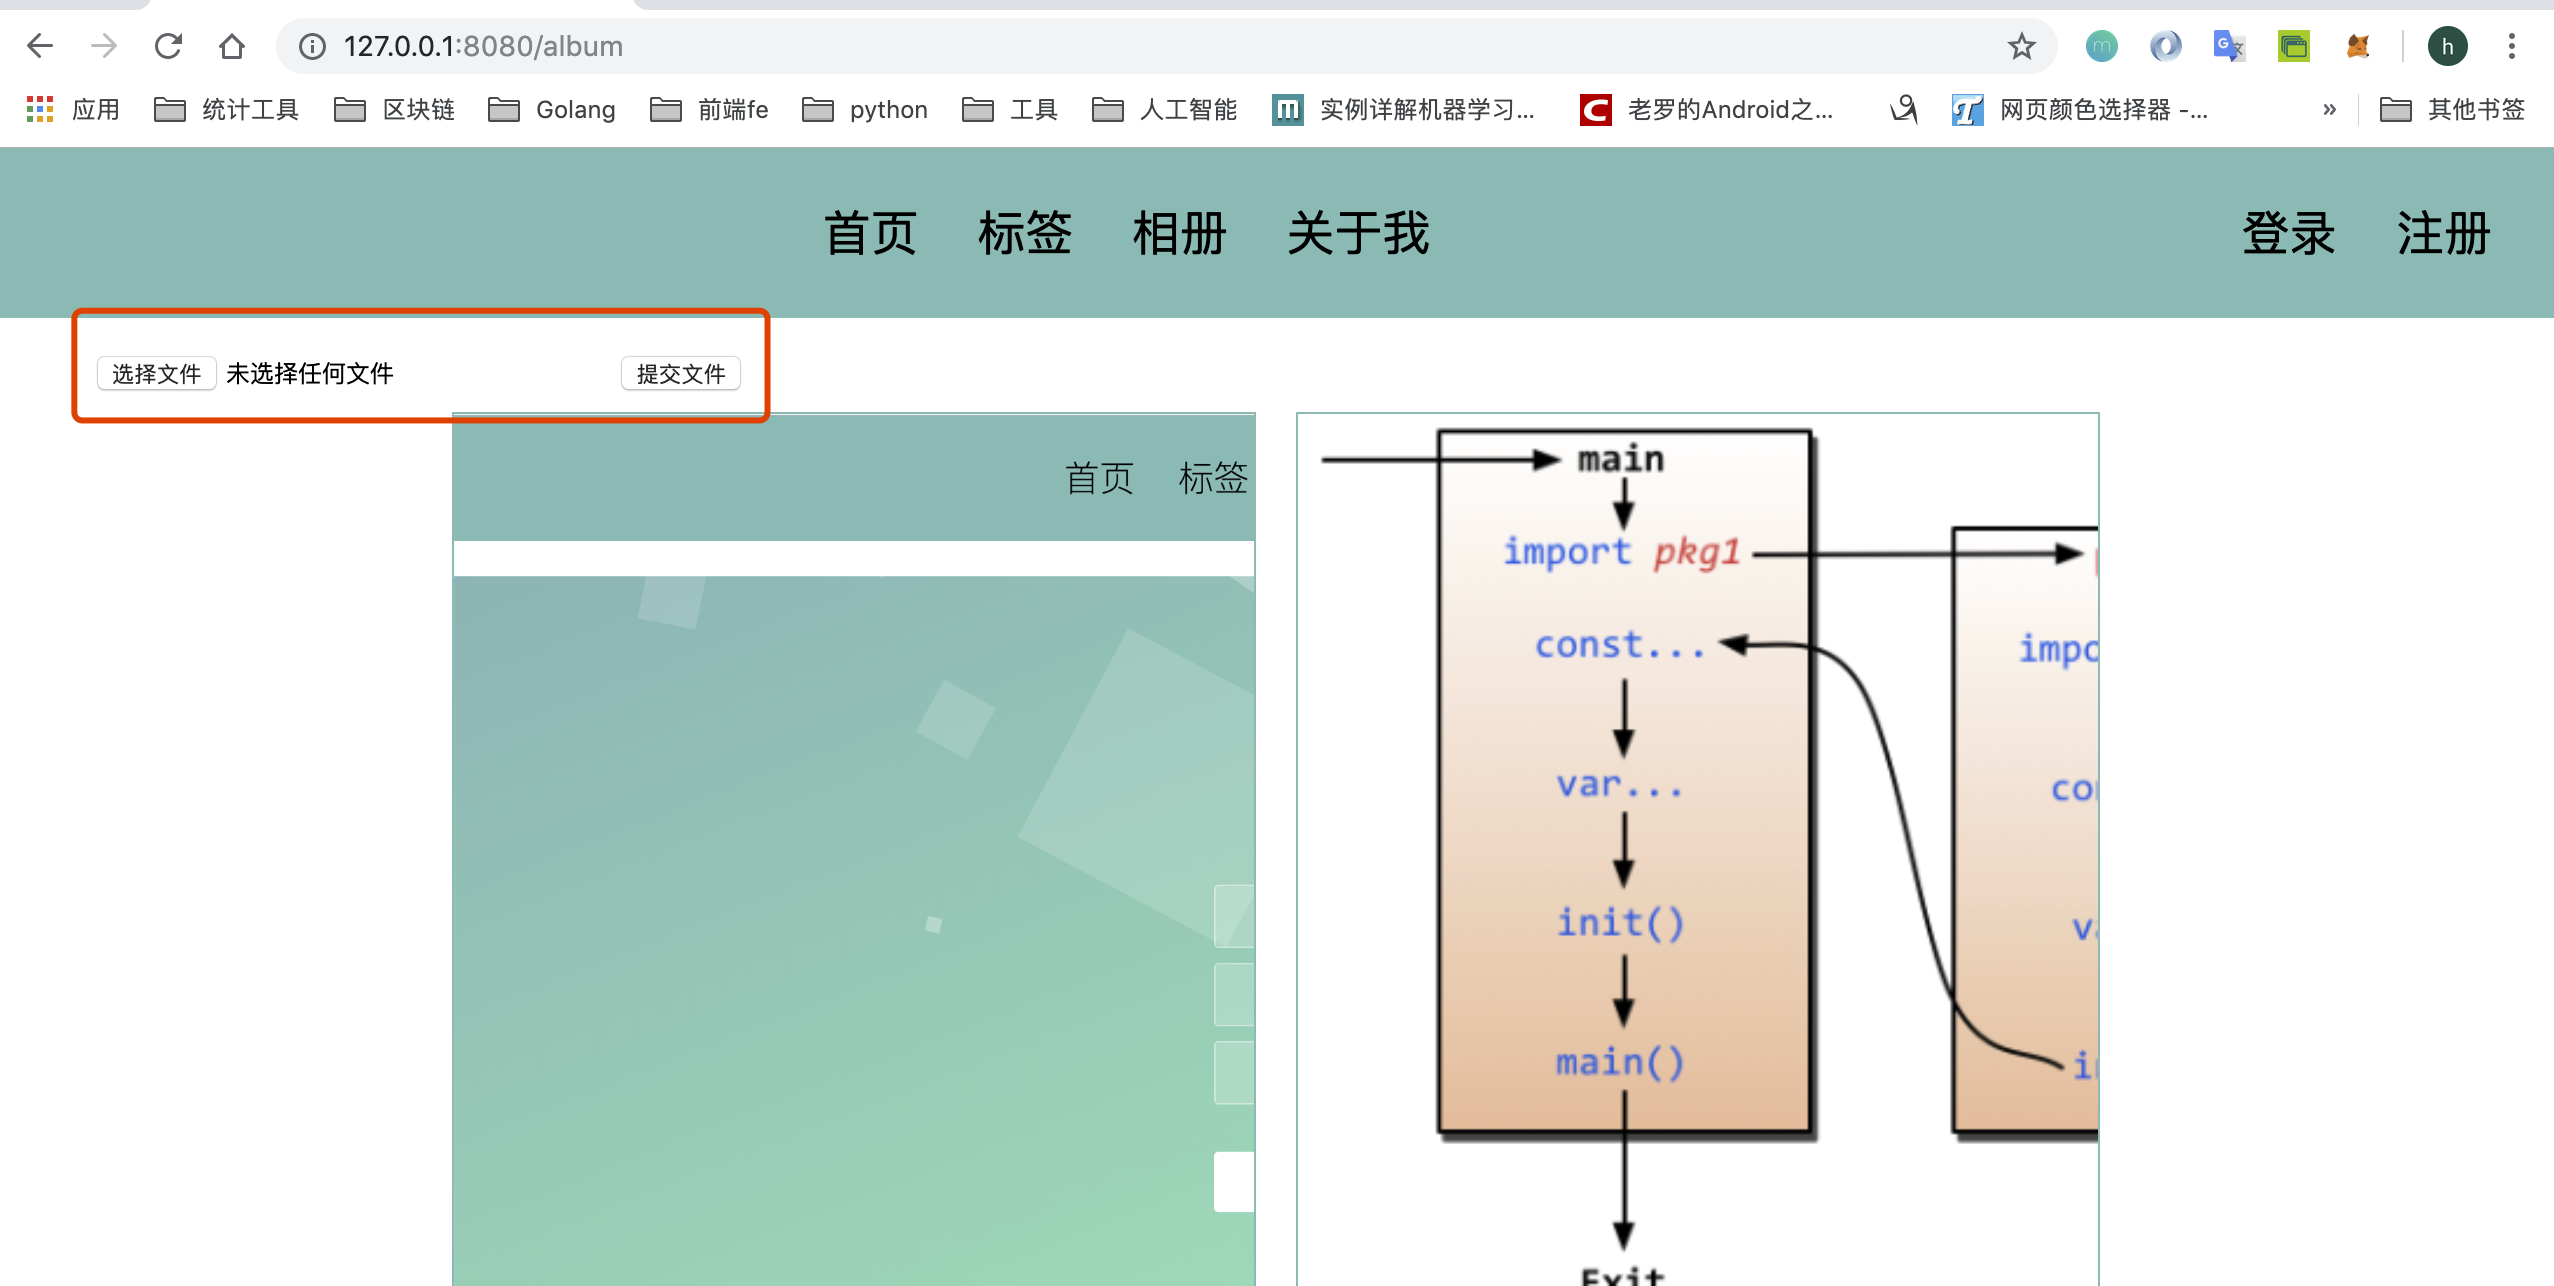 127.0.0.1:8080/album
h
应用 统计工具 区块链 Golang 前端fe python 工具 人工智能 实例详解机器学习... 老罗的Android之... 网页颜色选择器 -... » 其他书签
首页 标签 相册 关于我 登录 注册
选择文件 未选择任何文件 提交文件
首页 标签
main
import pkg1
const...
var...
init()
main()
Exit
impo
con
va
in